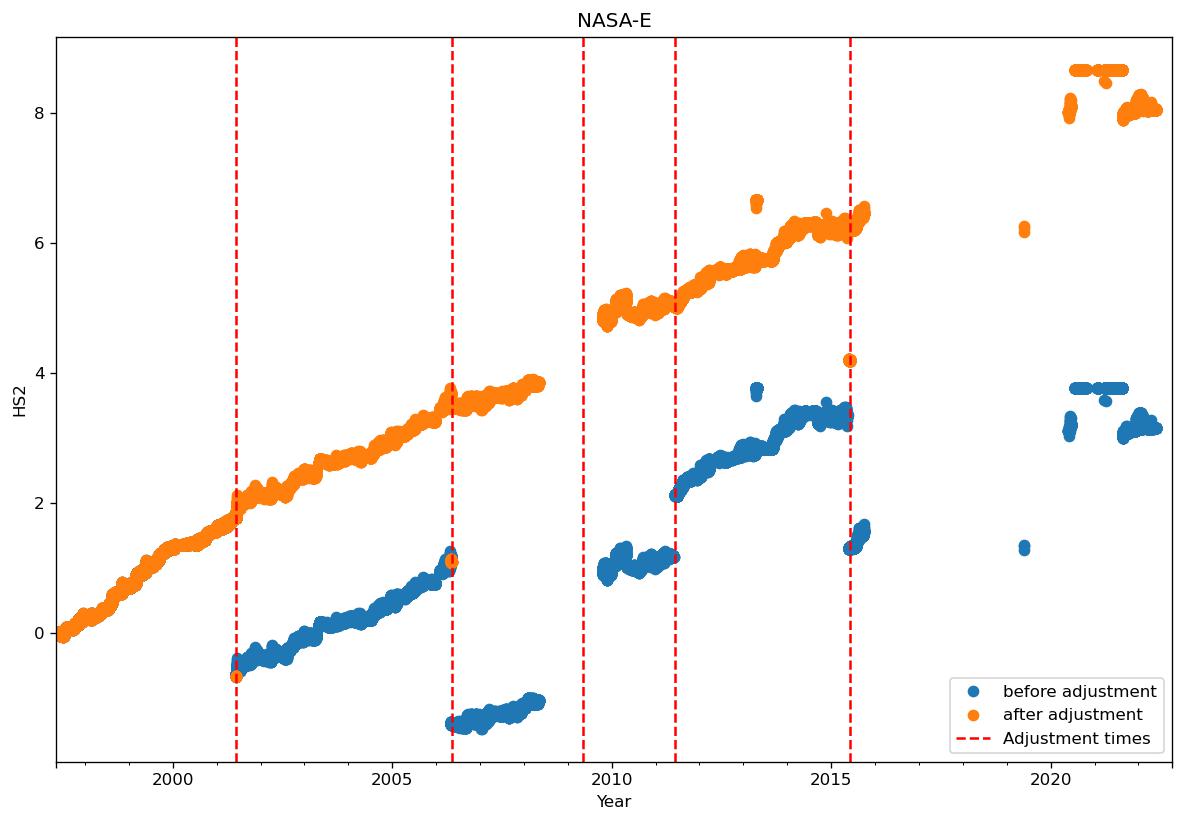 NASA-E
HS2
8
6
4
2
0
2000
2005
2010
2015
2020
Year
before adjustment
after adjustment
Adjustment times